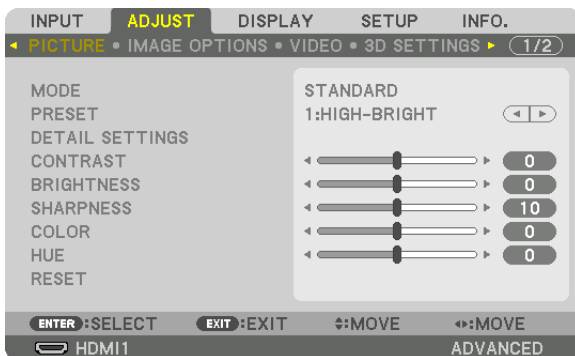 INPUT ADJUST DISPLAY SETUP INFO.
PICTURE • IMAGE OPTIONS • VIDEO • 3D SETTINGS 1/2
MODE STANDARD
PRESET 1:HIGH-BRIGHT
DETAIL SETTINGS
CONTRAST 0
BRIGHTNESS 0
SHARPNESS 10
COLOR 0
HUE 0
RESET
ENTER :SELECT EXIT :EXIT :MOVE :MOVE
HDMI1 ADVANCED